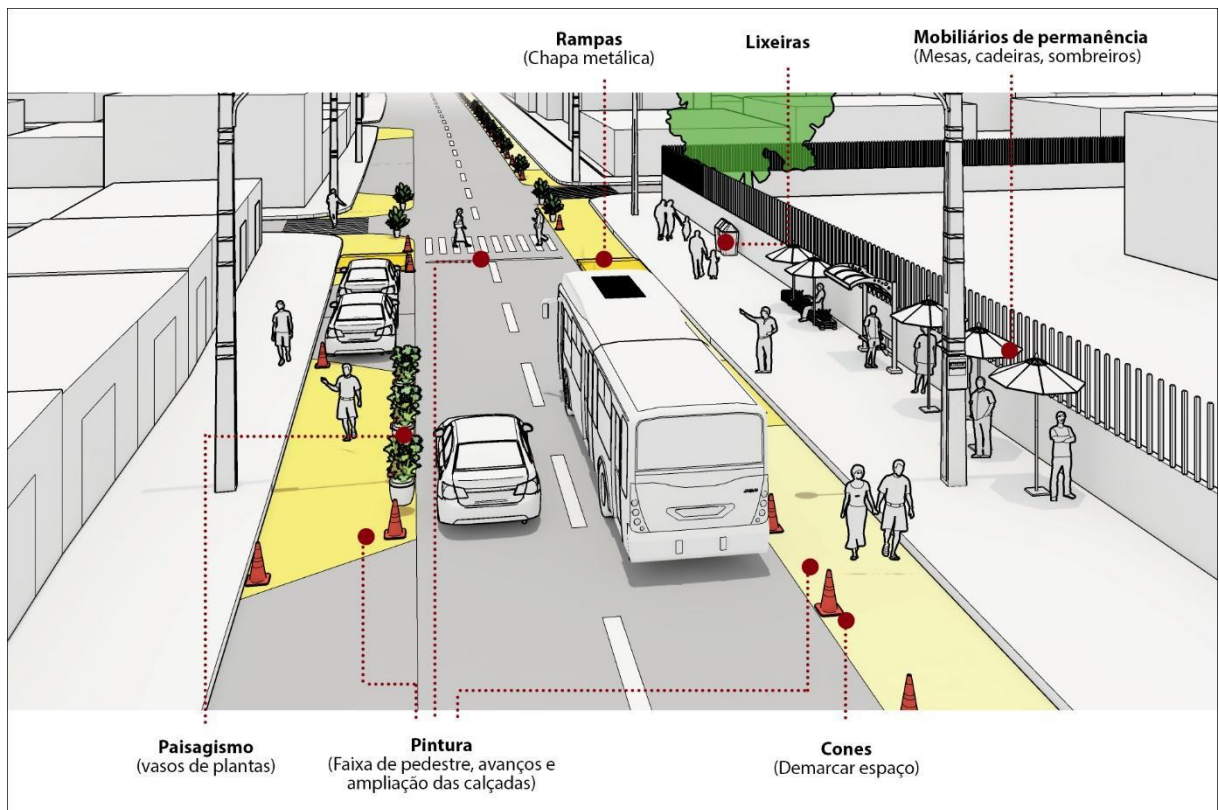 Rampas
(Chapa metálica)
Lixeiras
Mobiliários de permanência
(Mesas, cadeiras, sombreiros)
Paisagismo
(vasos de plantas)
Pintura
(Faixa de pedestre, avanços e
ampliação das calçadas)
Cones
(Demarcar espaço)